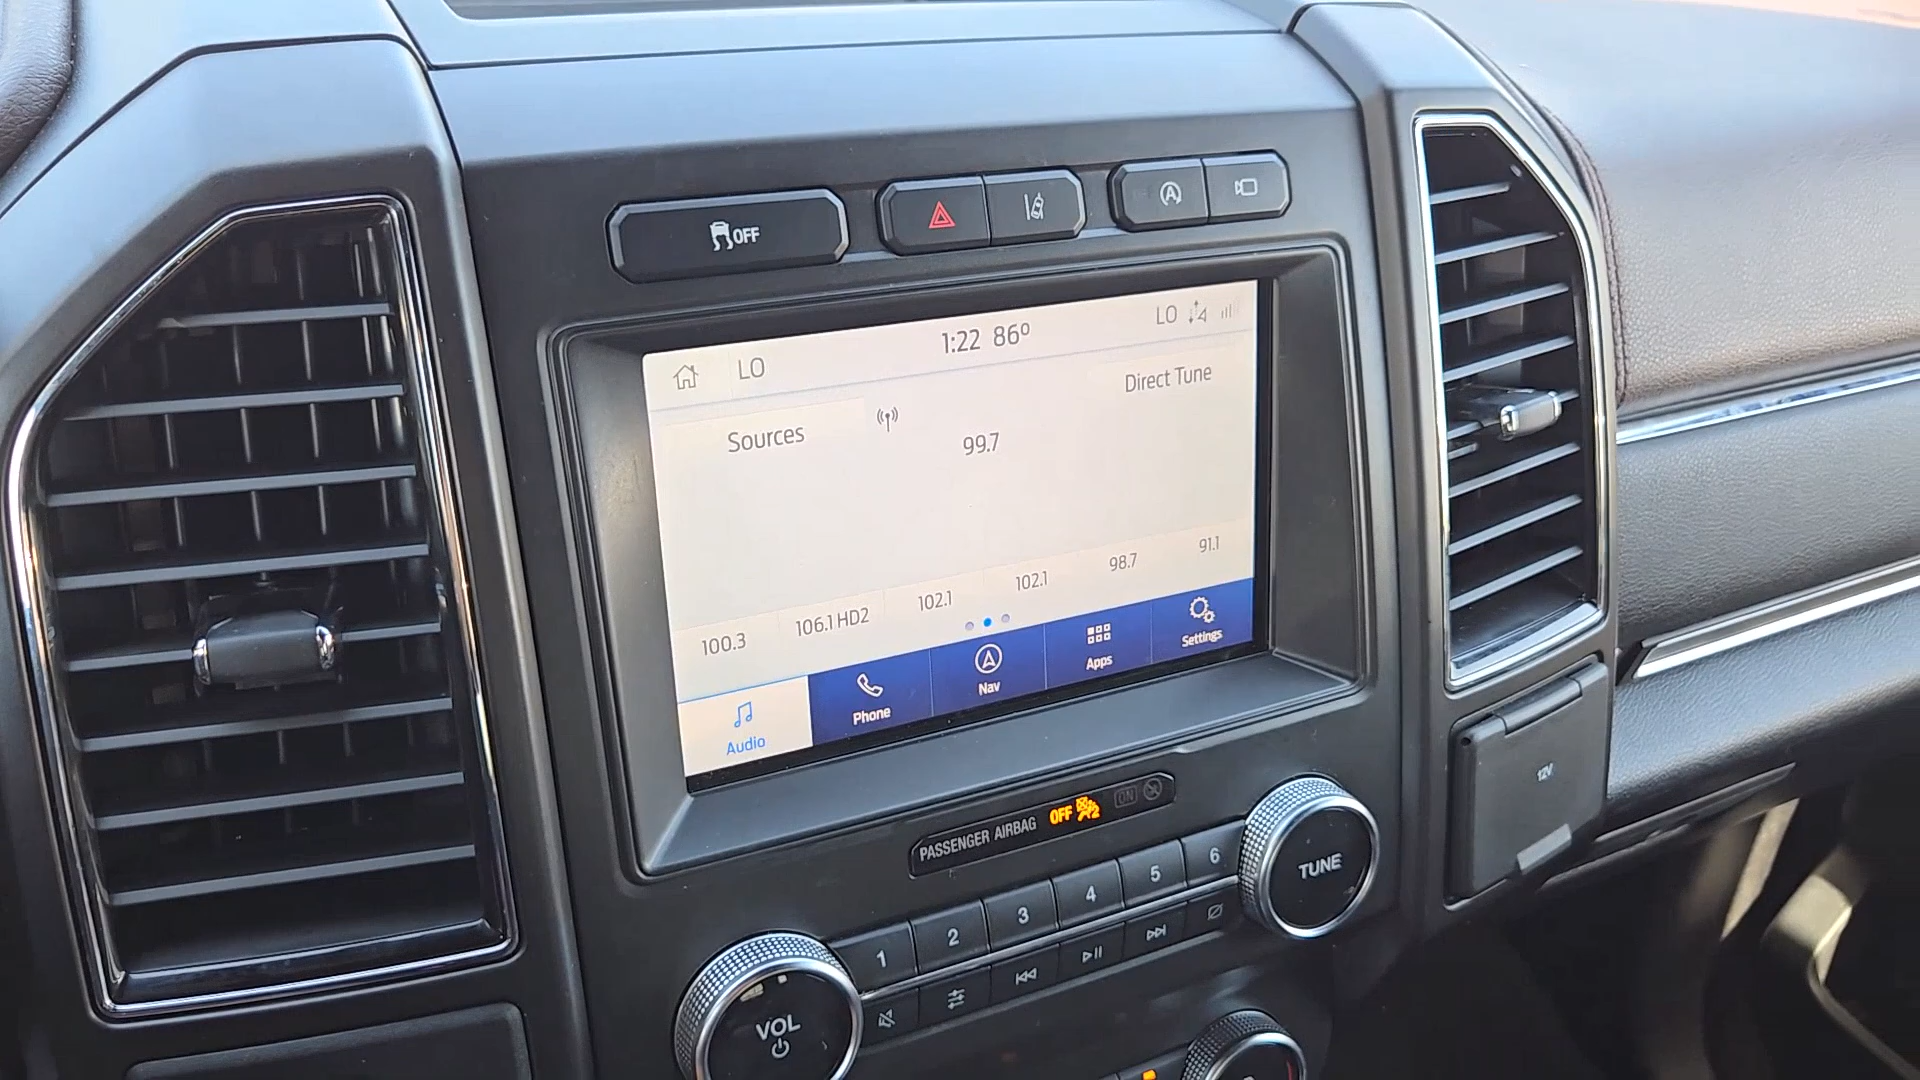 OFF
LO
1:22 86°
LO
4
Sources
99.7
Direct Tune
100.3
106.1 HD2
102.1
102.1
98.7
91.1
Audio
Phone
Nav
Apps
Settings
PASSENGER AIRBAG
OFF
2
ON
12V
1
2
3
4
5
6
TUNE
VOL